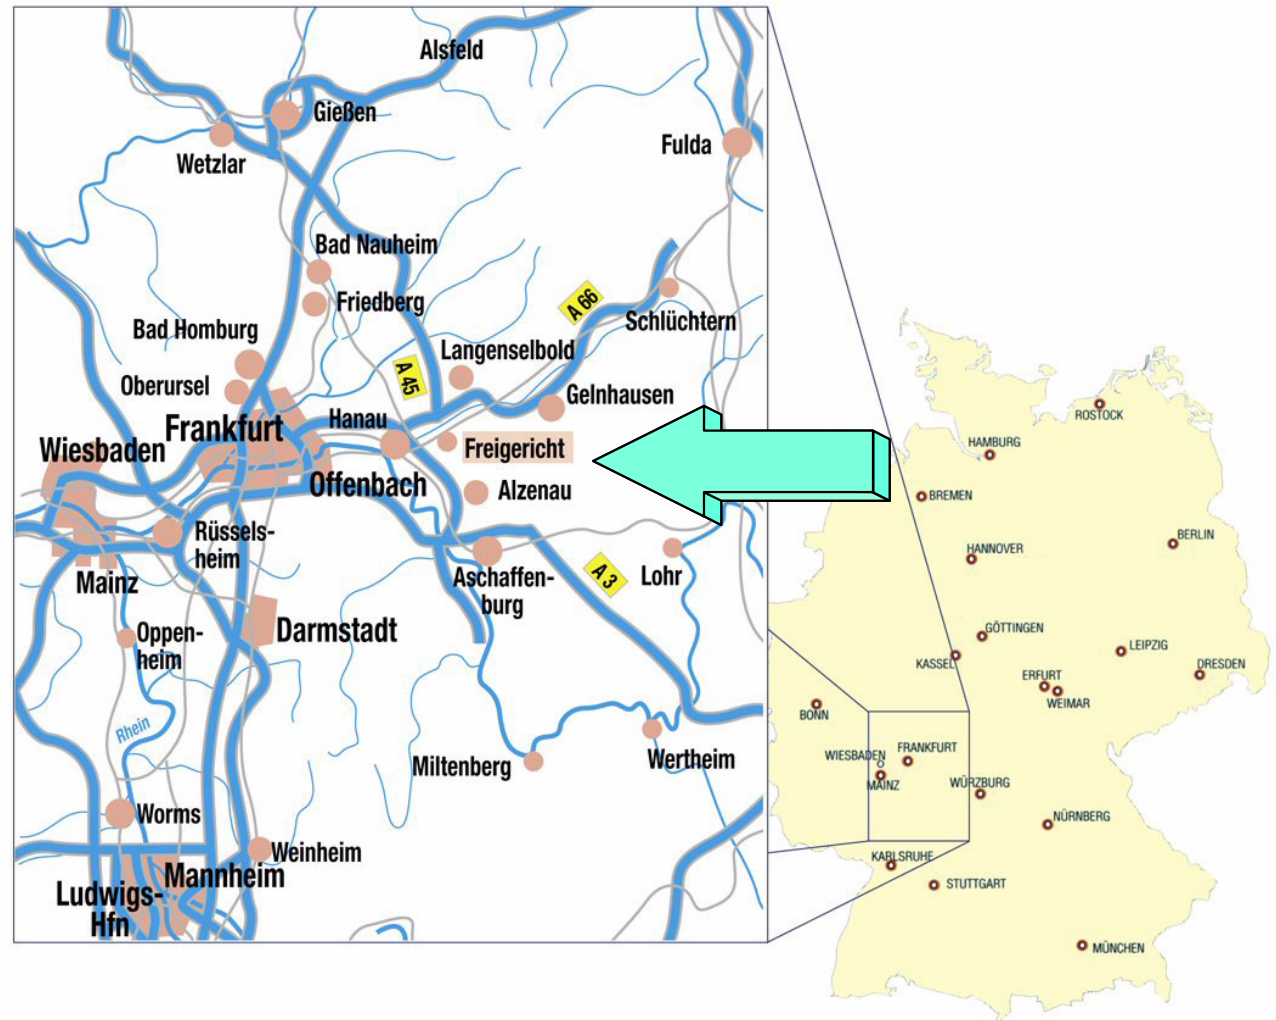 Alsfeld
Gießen
Wetzlar
Fulda
Bad Nauheim
Friedberg
A 66
Schlüchtern
Bad Homburg
Langenselbold
Oberursel
A 45
Gelnhausen
Hanau
Frankfurt
Wiesbaden
Freigericht
Offenbach
Alzenau
Rüssels-
heim
Mainz
Aschaffen-
burg
A 3
Lohr
Oppen-
heim
Darmstadt
Rhein
Miltenberg
Wertheim
Worms
Weinheim
Mannheim
Ludwigs-
Hfn
ROSTOCK
HAMBURG
BREMEN
BERLIN
HANNOVER
GÖTTINGEN
LEIPZIG
KASSEL
DRESDEN
ERFURT
WEIMAR
BONN
FRANKFURT
WIESBADEN
MAINZ
WÜRZBURG
NÜRNBERG
KARLSRUHE
STUTTGART
MÜNCHEN